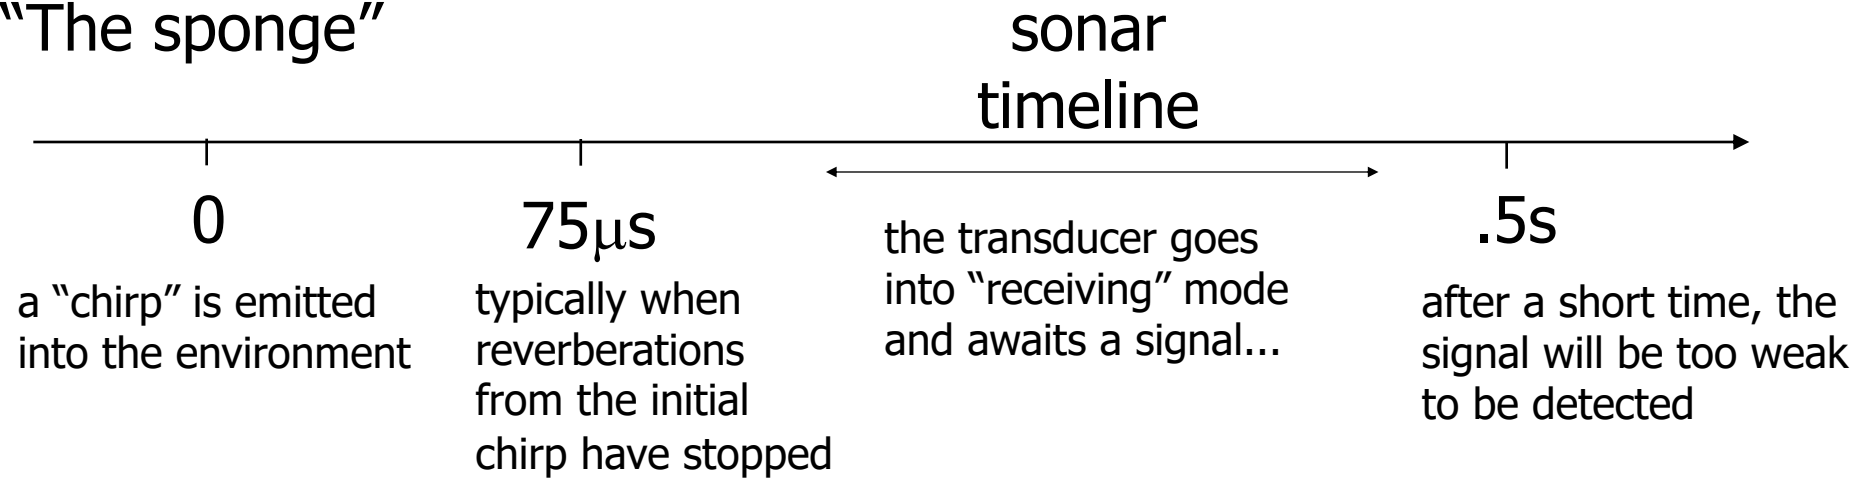 “The sponge”
sonar
timeline
0
a “chirp” is emitted
into the environment
75μs
typically when
reverberations
from the initial
chirp have stopped
the transducer goes
into “receiving” mode
and awaits a signal...
.5s
after a short time, the
signal will be too weak
to be detected